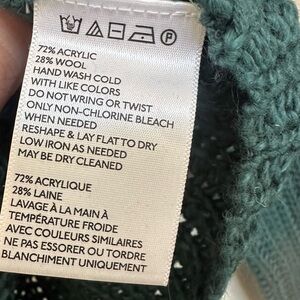 P
72% ACRYLIC
28% WOOL
HAND WASH COLD
WITH LIKE COLORS
DO NOT WRING OR TWIST
ONLY NON-CHLORINE BLEACH
WHEN NEEDED
RESHAPE & LAY FLAT TO DRY
LOW IRON AS NEEDED
MAY BE DRY CLEANED
72% ACRYLIQUE
28% LAINE
LAVAGE À LA MAIN À
TEMPÉRATURE FROIDE
AVEC COULEURS SIMILAIRES
NE PAS ESSORER OU TORDRE
BLANCHIMENT UNIQUEMENT